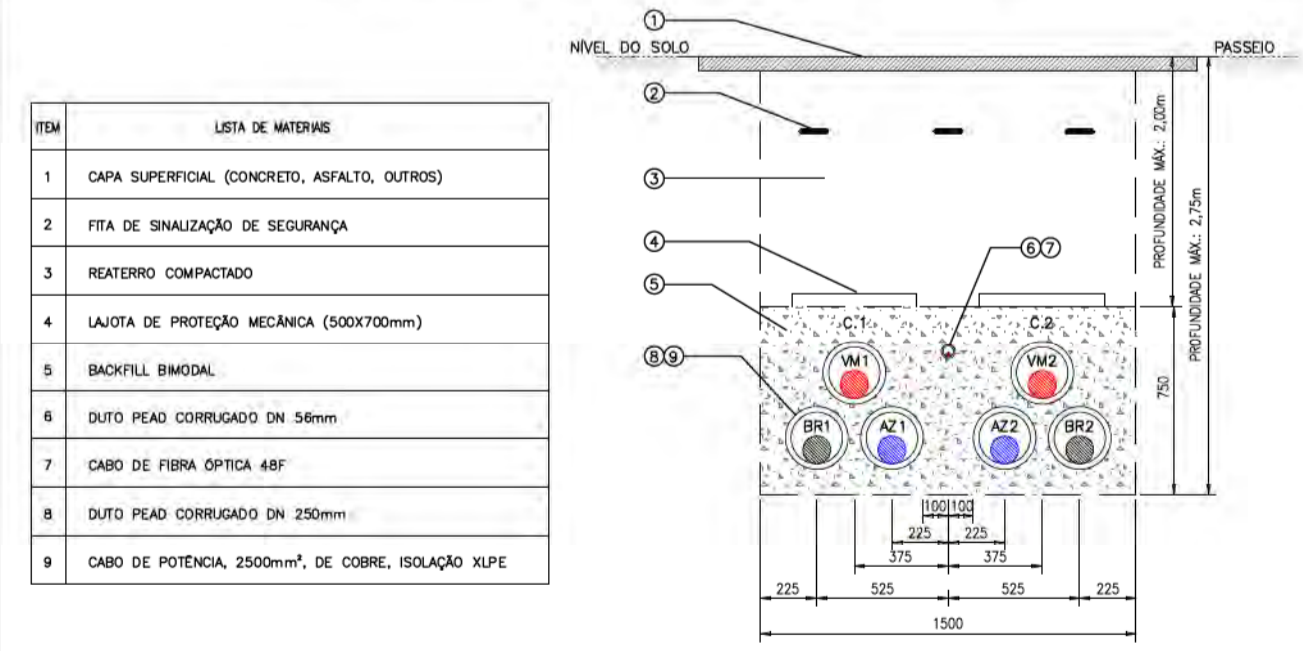 ITEM LISTA DE MATERIAIS
1 CAPA SUPERFICIAL (CONCRETO, ASFALTO, OUTROS)
2 FITA DE SINALIZAÇÃO DE SEGURANÇA
3 REATERRO COMPACTADO
4 LAJOTA DE PROTEÇÃO MECÂNICA (500X700mm)
5 BACKFILL BIMODAL
6 DUTO PEAD CORRUGADO DN 56mm
7 CABO DE FIBRA ÓPTICA 48F
8 DUTO PEAD CORRUGADO DN 250mm
9 CABO DE POTÊNCIA, 2500mm², DE COBRE, ISOLAÇÃO XLPE
1
NÍVEL DO SOLO
PASSEIO
2
3
4
5
6 7
8 9
PROFUNDIDADE MÁX.: 2,00m
PROFUNDIDADE MÁX.: 2,75m
750
C.1
C.2
VM1
VM2
BR1
AZ1
AZ2
BR2
100 100
225 225
375 375
225 525 525 225
1500